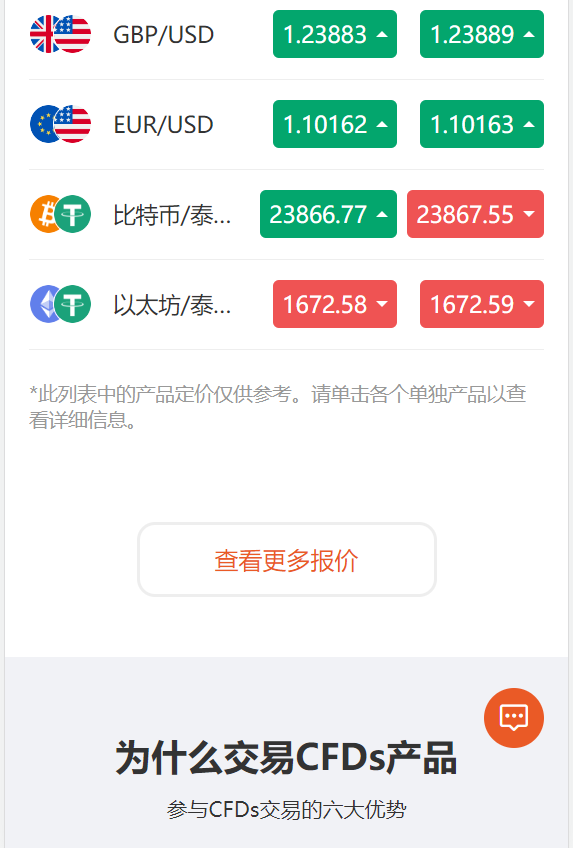 GBP/USD 1.23883 1.23889
EUR/USD 1.10162 1.10163
比特币/泰... 23866.77 23867.55
以太坊/泰... 1672.58 1672.59
*此列表中的产品定价仅供参考。请单击各个单独产品以查
看详细信息。
查看更多报价
为什么交易CFDs产品
参与CFDs交易的六大优势